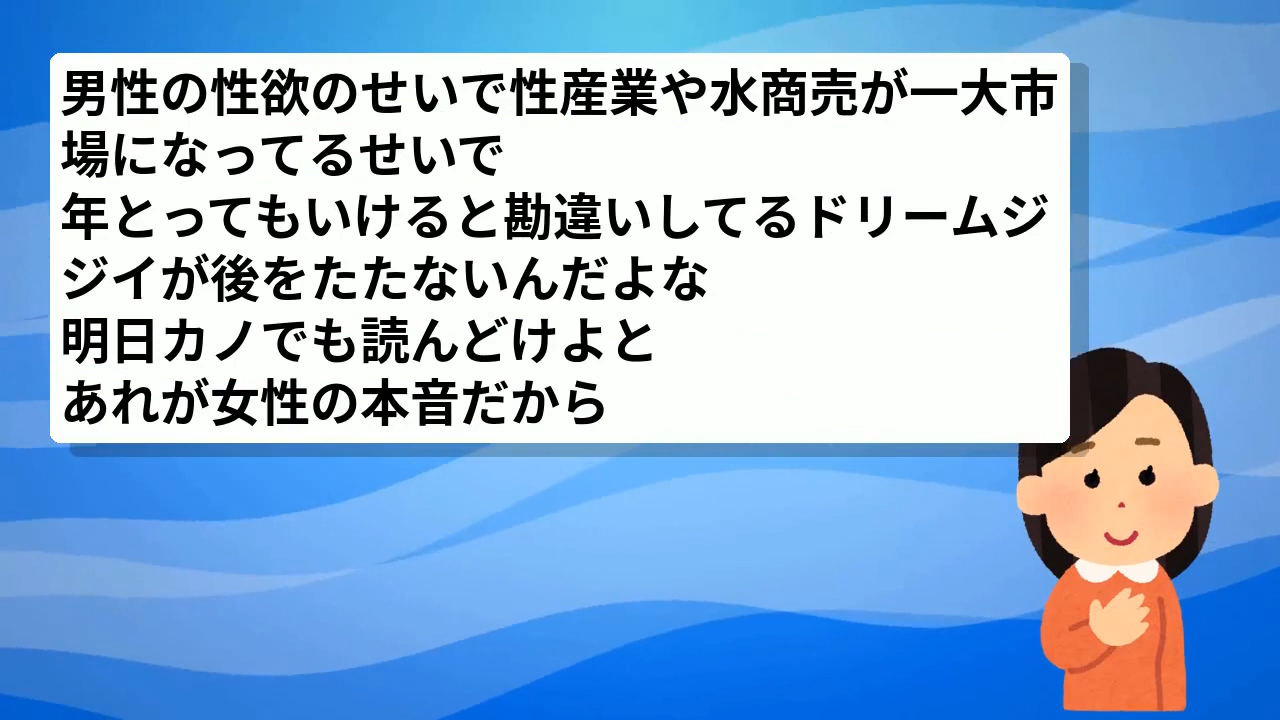 男性の性欲のせいで性産業や水商売が一大市
場になってるせいで
年とってもいけると勘違いしてるドリームジ
ジイが後をたたないんだよな
明日カノでも読んどけよと
あれが女性の本音だから